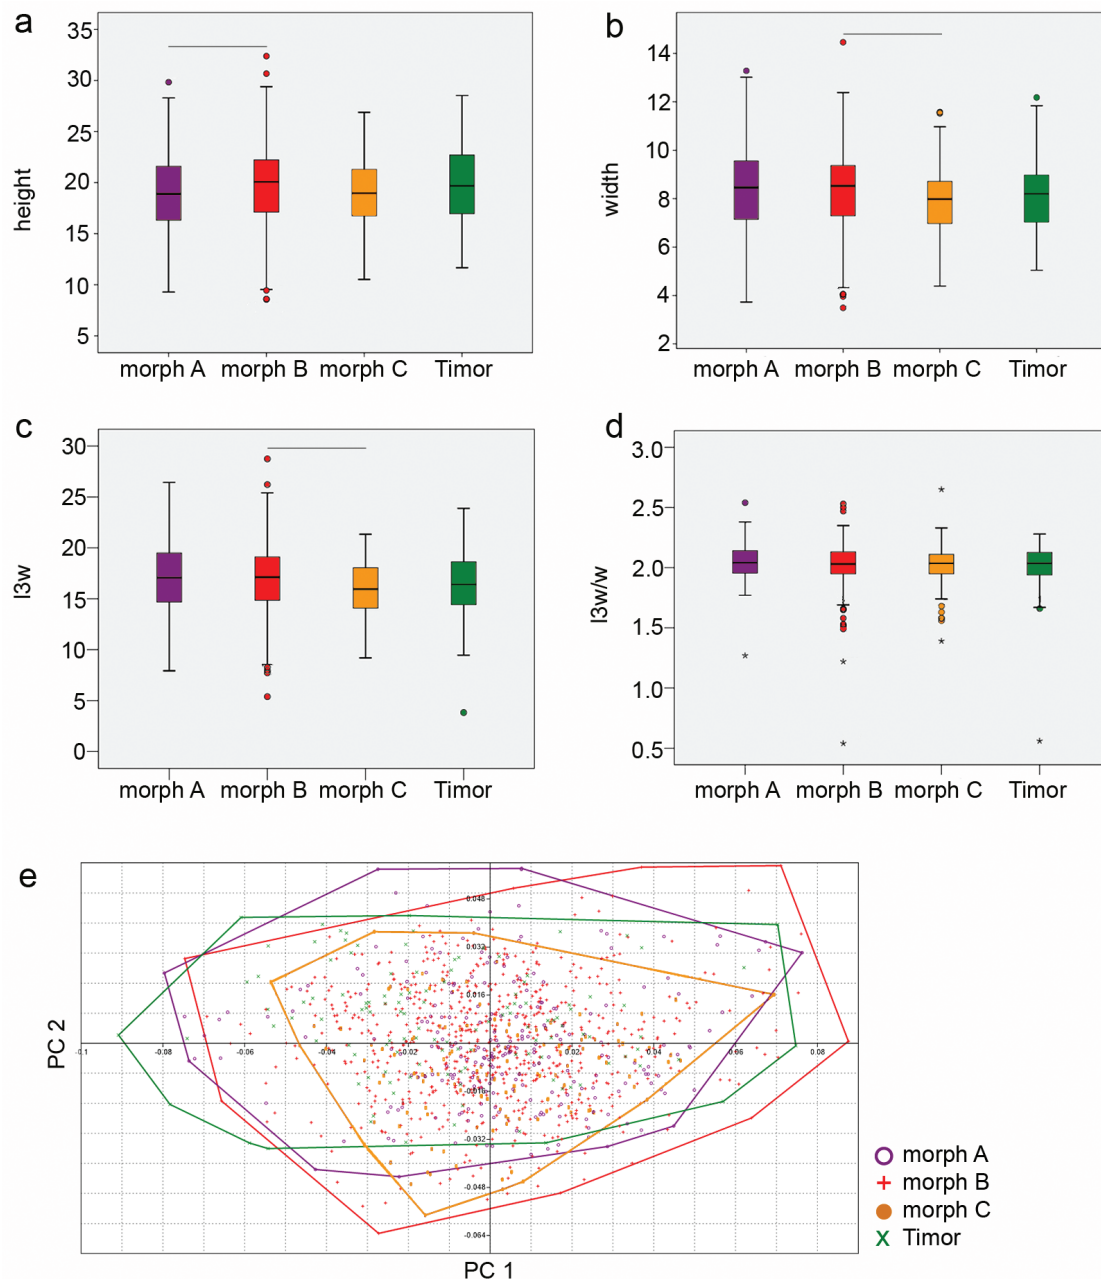 a
35
30
25
20
15
10
5
height
morph A morph B morph C Timor
b
14
12
10
8
6
4
2
width
morph A morph B morph C Timor
c
30
25
20
15
10
5
0
l3w
morph A morph B morph C Timor
d
3.0
2.5
2.0
1.5
1.0
0.5
l3w/w
morph A morph B morph C Timor
e
0.048
0.032
0.016
-0.1 -0.08 -0.06 -0.04 -0.02 0.02 0.04 0.06 0.08
-0.016
-0.032
-0.048
-0.064
PC 2
PC 1
morph A
morph B
morph C
Timor